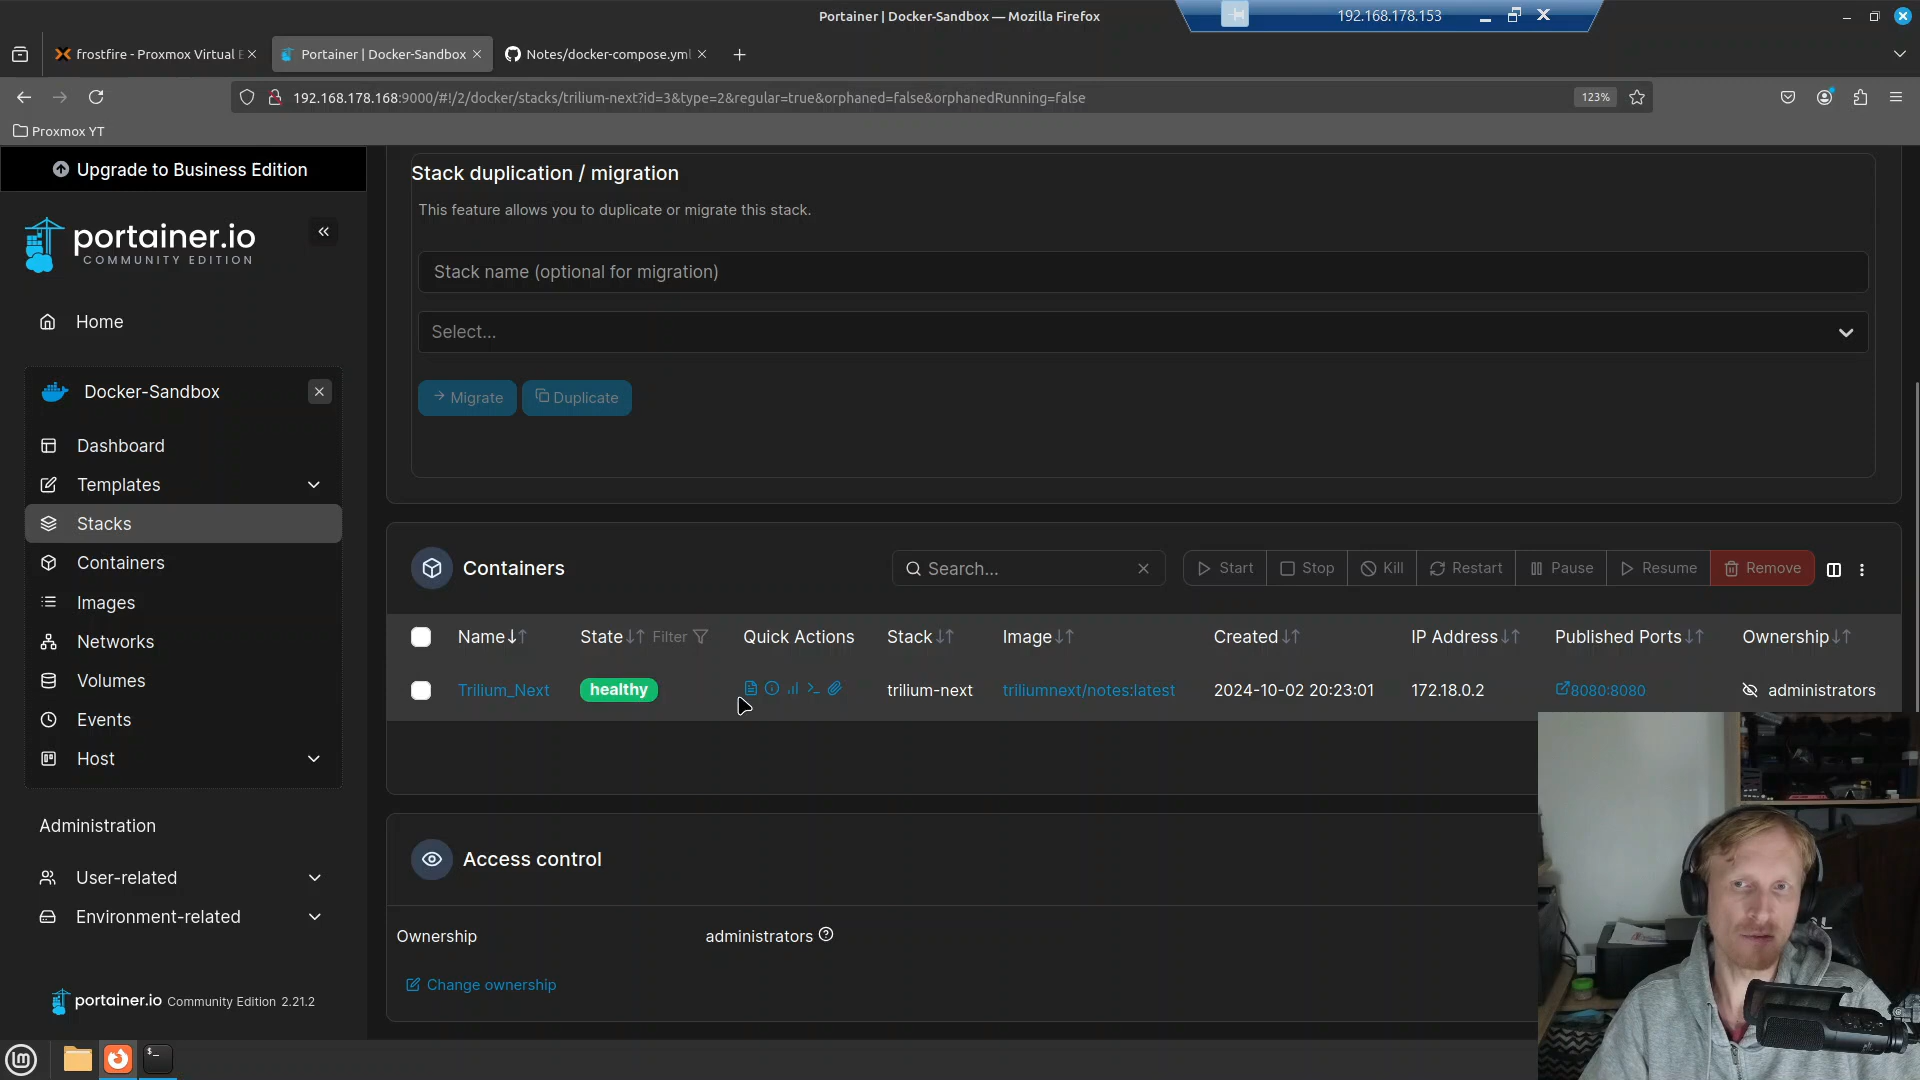 Portainer | Docker-Sandbox — Mozilla Firefox
192.168.178.153
frostfire - Proxmox Virtual E
Portainer | Docker-Sandbox
Notes/docker-compose.yml
192.168.178.168:9000/#!/2/docker/stacks/trilium-next?id=3&type=2&regular=true&orphaned=false&orphanedRunning=false
123%
Proxmox YT
Upgrade to Business Edition
portainer.io
COMMUNITY EDITION
Home
Docker-Sandbox
Dashboard
Templates
Stacks
Containers
Images
Networks
Volumes
Events
Host
Administration
User-related
Environment-related
portainer.io Community Edition 2.21.2
Stack duplication / migration
This feature allows you to duplicate or migrate this stack.
Stack name (optional for migration)
Select...
Migrate Duplicate
Containers
Search...
Start Stop Kill Restart Pause Resume Remove
Name State Filter Quick Actions Stack Image Created IP Address Published Ports Ownership
Trilium_Next healthy trilium-next triliumnext/notes:latest 2024-10-02 20:23:01 172.18.0.2 8080:8080 administrators
Access control
Ownership administrators
Change ownership